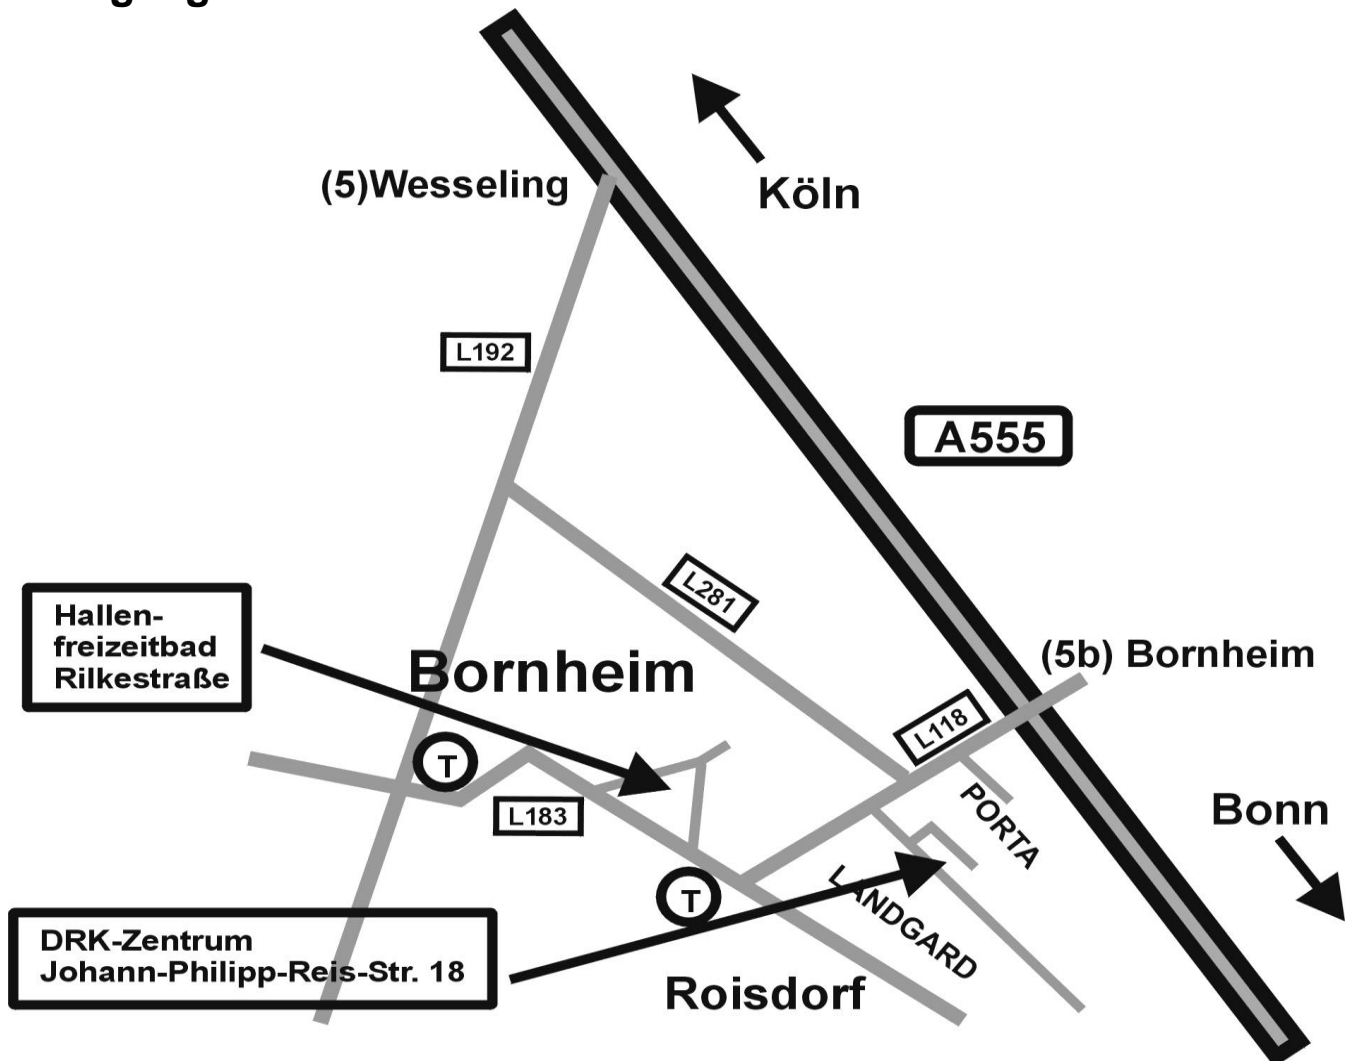 (5)Wesseling
Köln
L192
A555
L281
Hallen-
freizeitbad
Rilkestraße
Bornheim
(5b) Bornheim
L118
T
L183
PORTA
Bonn
T
LANDGARD
DRK-Zentrum
Johann-Philipp-Reis-Str. 18
Roisdorf